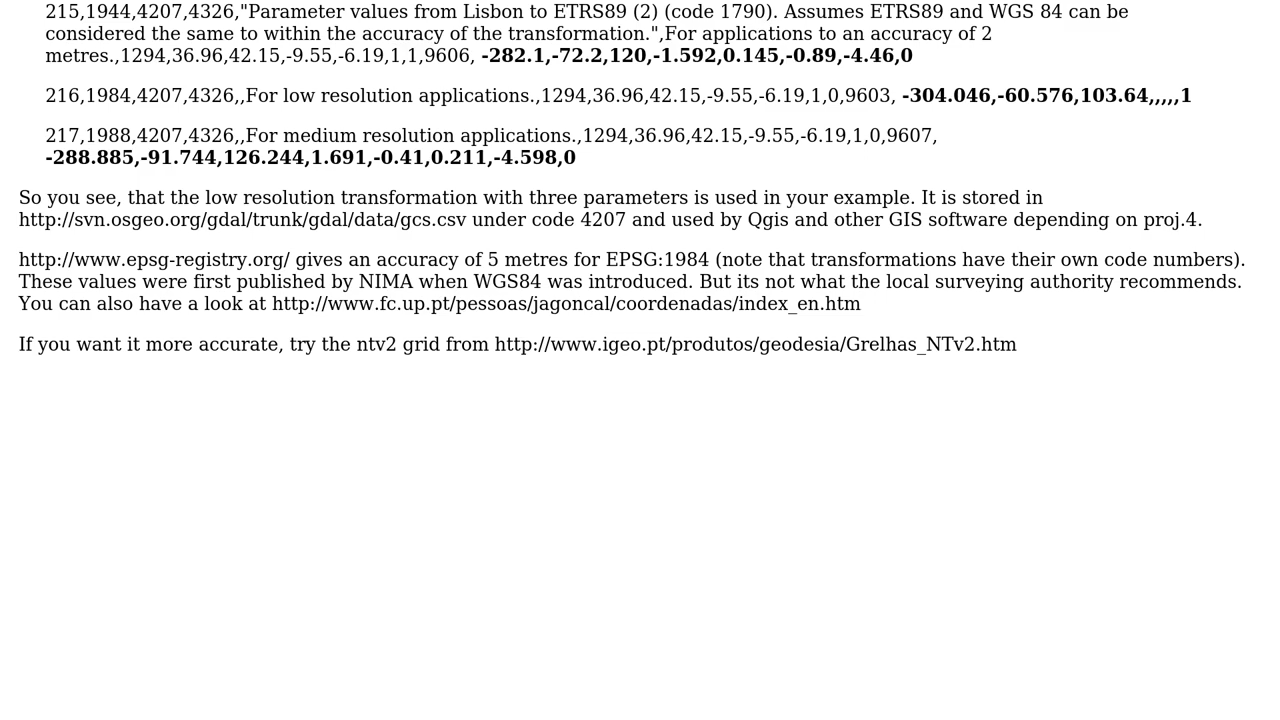 215,1944,4207,4326,"Parameter values from Lisbon to ETRS89 (2) (code 1790). Assumes ETRS89 and WGS 84 can be
considered the same to within the accuracy of the transformation.",For applications to an accuracy of 2
metres.,1294,36.96,42.15,-9.55,-6.19,1,1,9606, -282.1,-72.2,120,-1.592,0.145,-0.89,-4.46,0
216,1984,4207,4326,,For low resolution applications.,1294,36.96,42.15,-9.55,-6.19,1,0,9603, -304.046,-60.576,103.64,,,,,1
217,1988,4207,4326,,For medium resolution applications.,1294,36.96,42.15,-9.55,-6.19,1,0,9607,
-288.885,-91.744,126.244,1.691,-0.41,0.211,-4.598,0
So you see, that the low resolution transformation with three parameters is used in your example. It is stored in
http://svn.osgeo.org/gdal/trunk/gdal/data/gcs.csv under code 4207 and used by Qgis and other GIS software depending on proj.4.
http://www.epsg-registry.org/ gives an accuracy of 5 metres for EPSG:1984 (note that transformations have their own code numbers).
These values were first published by NIMA when WGS84 was introduced. But its not what the local surveying authority recommends.
You can also have a look at http://www.fc.up.pt/pessoas/jagoncal/coordenadas/index_en.htm
If you want it more accurate, try the ntv2 grid from http://www.igeo.pt/produtos/geodesia/Grelhas_NTv2.htm